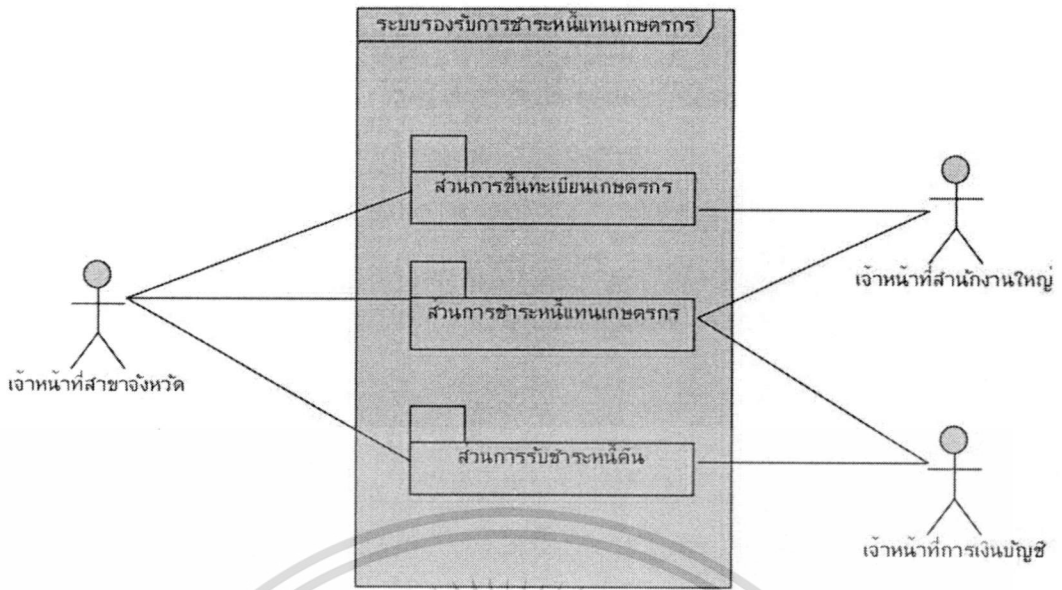 ระบบรองรับการชำระหนี้แทนเกษตรกร
ส่วนการขึ้นทะเบียนเกษตรกร
เจ้าหน้าที่สำนักงานใหญ่
ส่วนการชำระหนี้แทนเกษตรกร
เจ้าหน้าที่สาขาจังหวัด
ส่วนการรับชำระหนี้คืน
เจ้าหน้าที่การเงินบัญชี